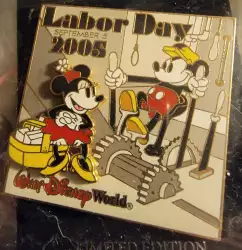 Labor Day
SEPTEMBER 5
2005
Walt Disney World®
LIMITED EDITION